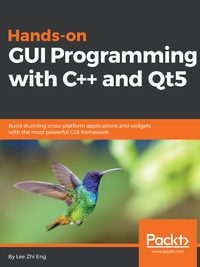 Hands-on
GUI Programming
with C++ and Qt5
Build stunning cross-platform applications and widgets
with the most powerful GUI framework
Packt>
www.packt.com
By Lee Zhi Eng